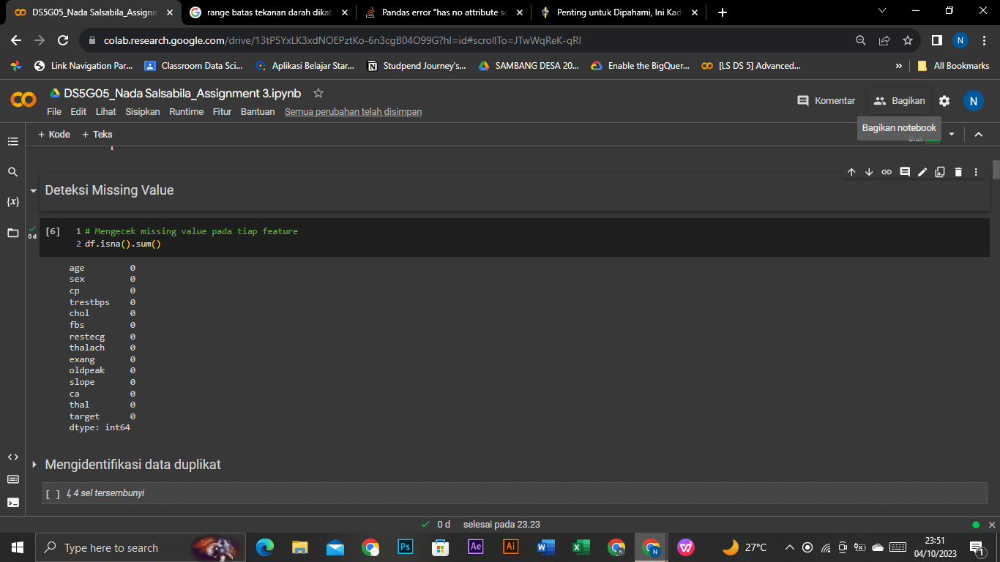 DS5G05_Nada Salsabila_Assignm
range batas tekanan darah dikat
Pandas error "has no attribute sc
Penting untuk Dipahami, Ini Kad
colab.research.google.com/drive/13tP5YxLK3xdNOEPztKo-6n3cgB04O99G?hl=id#scrollTo=JTwWqReK-qRI
N
Link Navigation Par...
Classroom Data Sci...
Aplikasi Belajar Star...
Studpend Journey's...
SAMBANG DESA 20...
Enable the BigQuer...
[LS DS 5] Advanced...
»
All Bookmarks
DS5G05_Nada Salsabila_Assignment 3.ipynb
File Edit Lihat Sisipkan Runtime Fitur Bantuan Semua perubahan telah disimpan
Komentar
Bagikan
N
+ Kode + Teks
Bagikan notebook
Disk
Deteksi Missing Value
{x}
[6]
0 d
1 # Mengecek missing value pada tiap feature
2 df.isna().sum()
age 0
sex 0
cp 0
trestbps 0
chol 0
fbs 0
restecg 0
thalach 0
exang 0
oldpeak 0
slope 0
ca 0
thal 0
target 0
dtype: int64
Mengidentifikasi data duplikat
[ ] ↳ 4 sel tersembunyi
0 d selesai pada 23.23
Type here to search
Ps
Ae
Ai
N
N
27°C
23:51
04/10/2023
1